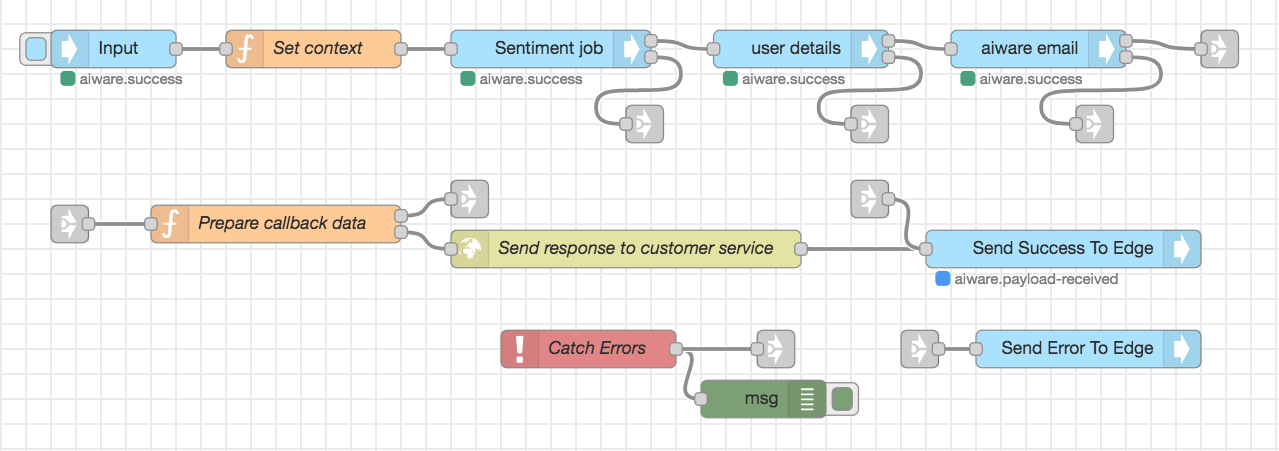 Input
Set context
Sentiment job
user details
aiware email
aiware.success
aiware.success
aiware.success
aiware.success
Prepare callback data
Send response to customer service
Send Success To Edge
aiware.payload-received
Catch Errors
Send Error To Edge
msg